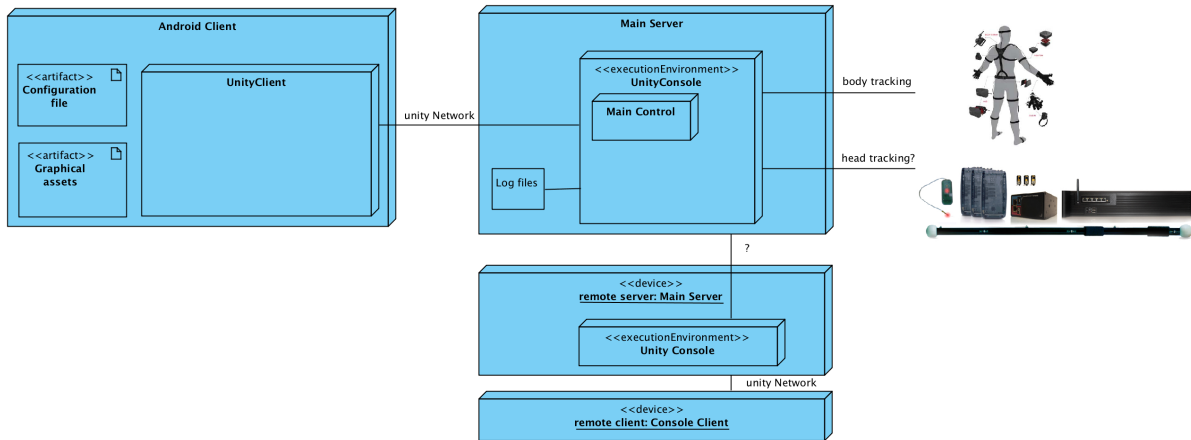 Android Client
<<artifact>>
Configuration
file
<<artifact>>
Graphical
assets
UnityClient
unity Network
Main Server
<<executionEnvironment>>
UnityConsole
Main Control
Log files
body tracking
head tracking?
?
<<device>>
remote server: Main Server
<<executionEnvironment>>
Unity Console
unity Network
<<device>>
remote client: Console Client